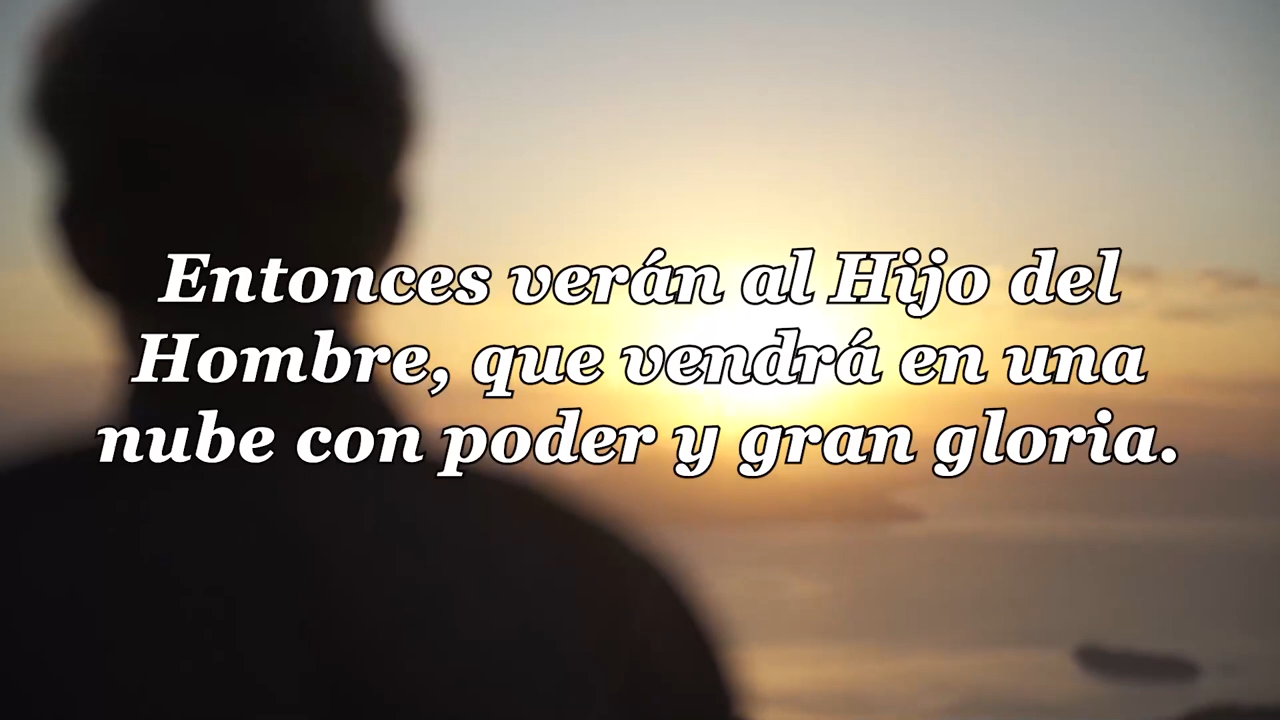 Entonces verán al Hijo del
Hombre, que vendrá en una
nube con poder y gran gloria.